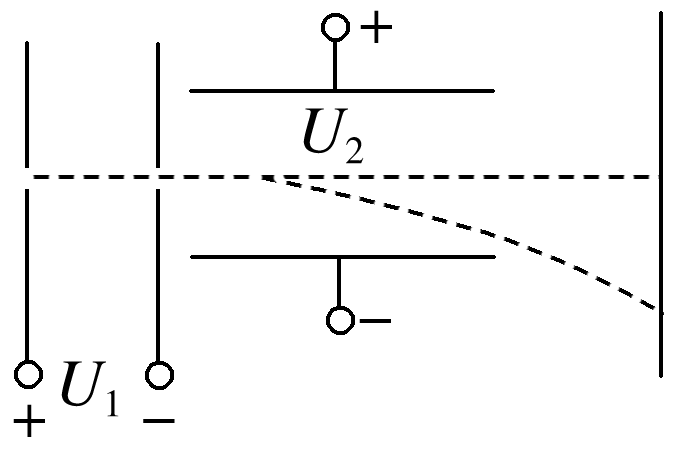 +
U₂
−
U₁
+ −